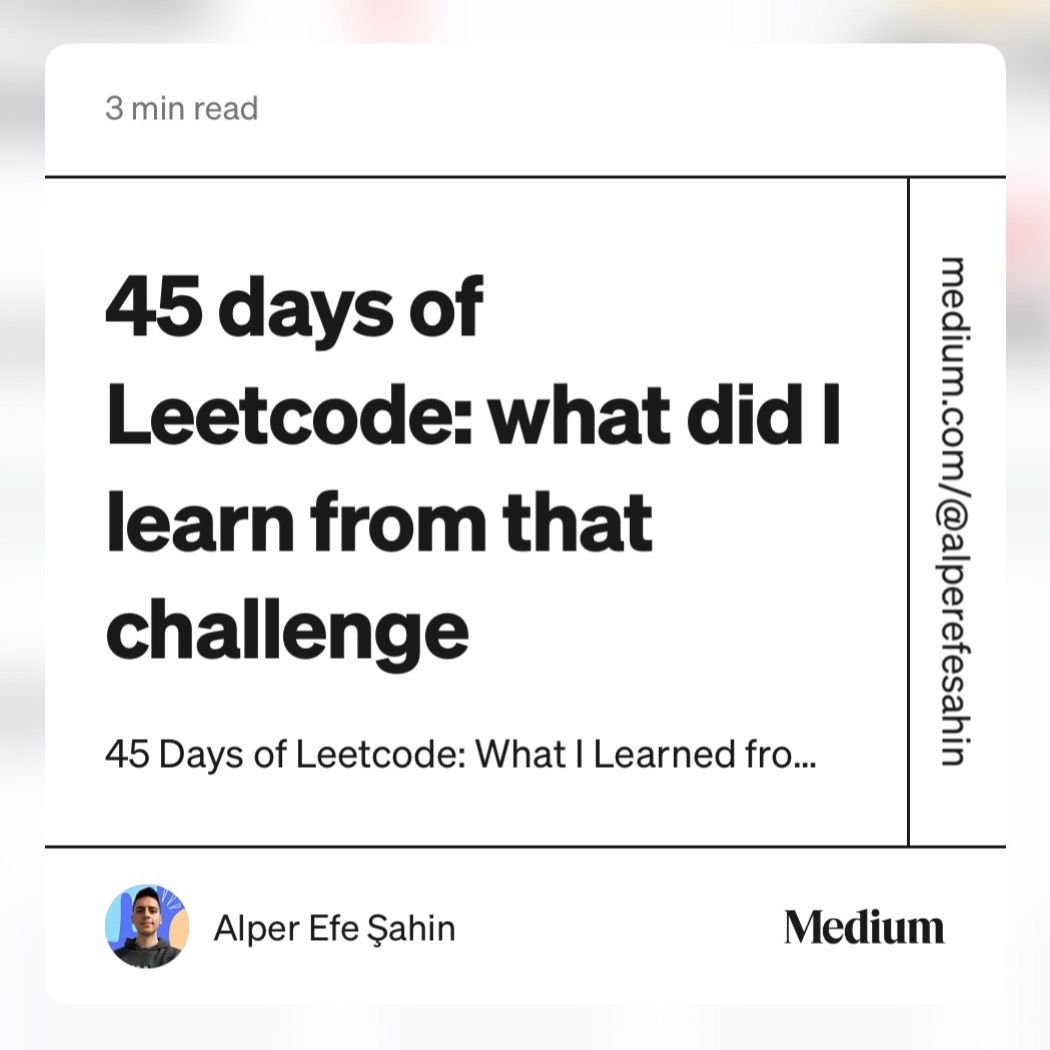 3 min read
45 days of
Leetcode: what did I
learn from that
challenge
45 Days of Leetcode: What I Learned fro...
medium.com/@alperefesahin
Alper Efe Şahin
Medium